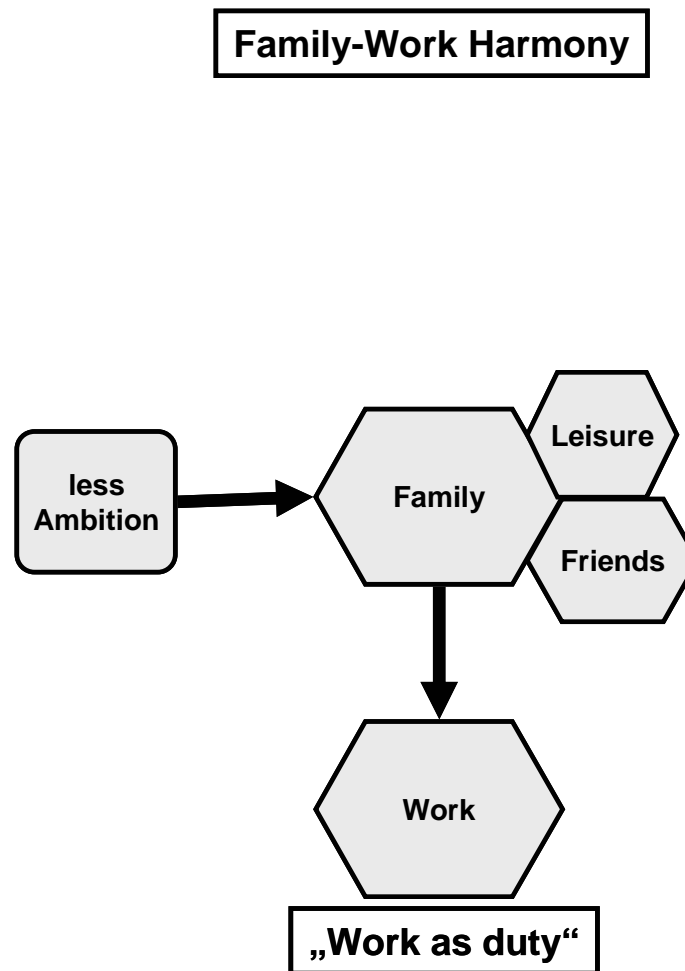 Family-Work Harmony
Leisure
less
Ambition
Family
Friends
Work
„Work as duty“